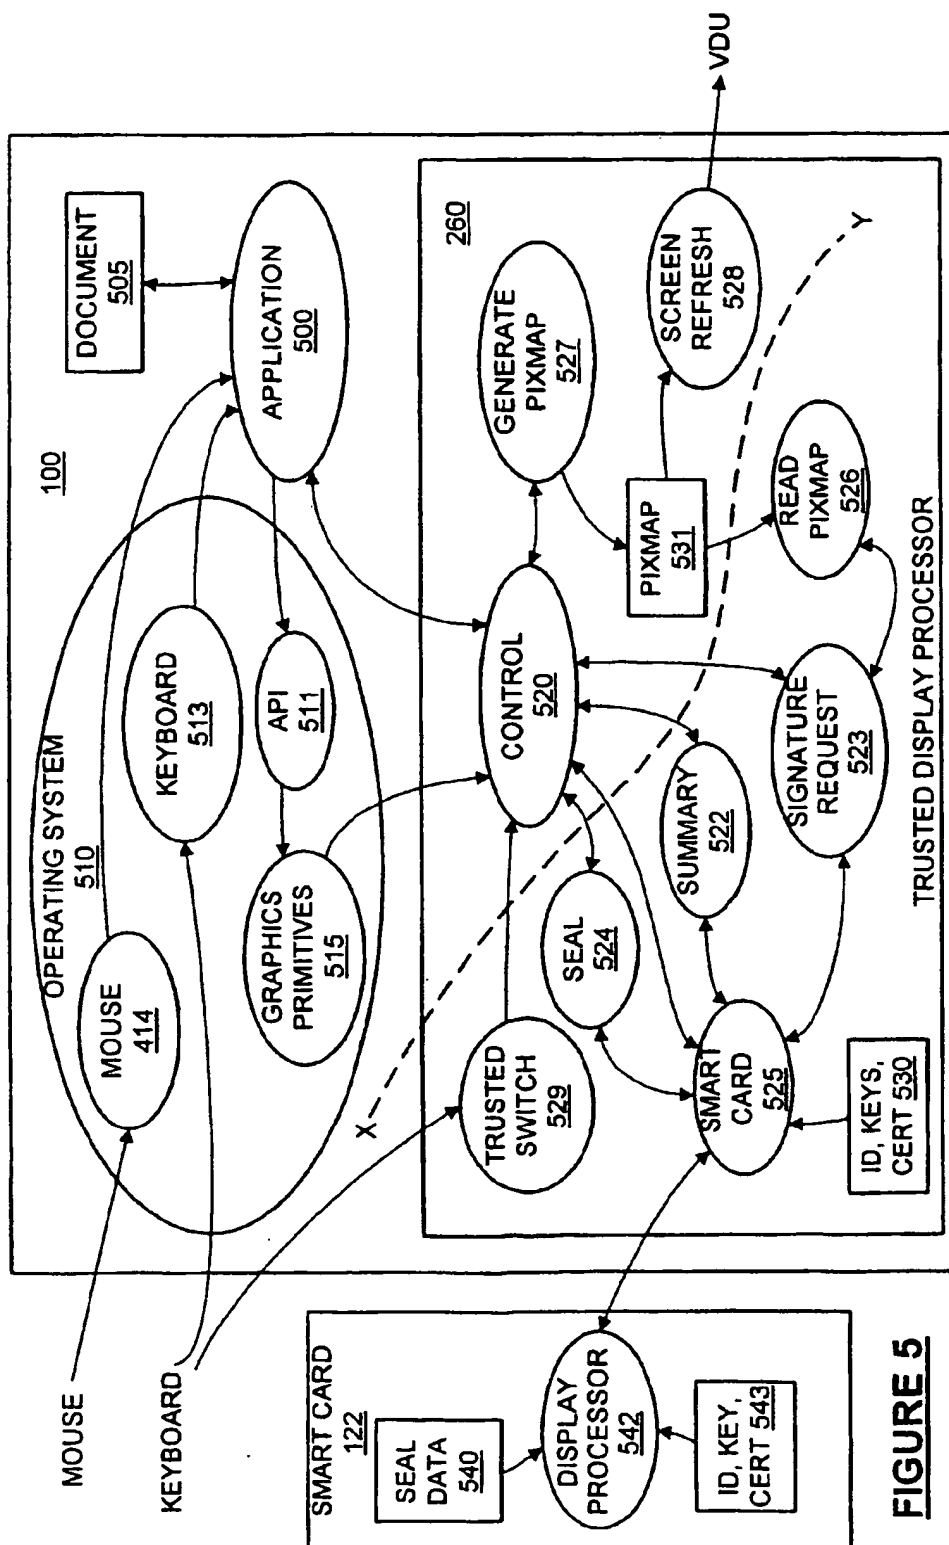 MOUSE
KEYBOARD
100
OPERATING SYSTEM
510
MOUSE
414
KEYBOARD
513
GRAPHICS
PRIMITIVES
515
API
511
DOCUMENT
505
APPLICATION
500
X
260
TRUSTED
SWITCH
529
CONTROL
520
GENERATE
PIXMAP
527
SEAL
524
PIXMAP
531
SCREEN
REFRESH
528
VDU
SUMMARY
522
READ
PIXMAP
526
Y
SMART
CARD
525
SIGNATURE
REQUEST
523
ID, KEYS,
CERT 530
TRUSTED DISPLAY PROCESSOR
SMART CARD
122
SEAL
DATA
540
DISPLAY
PROCESSOR
542
ID, KEY,
CERT 543
FIGURE 5